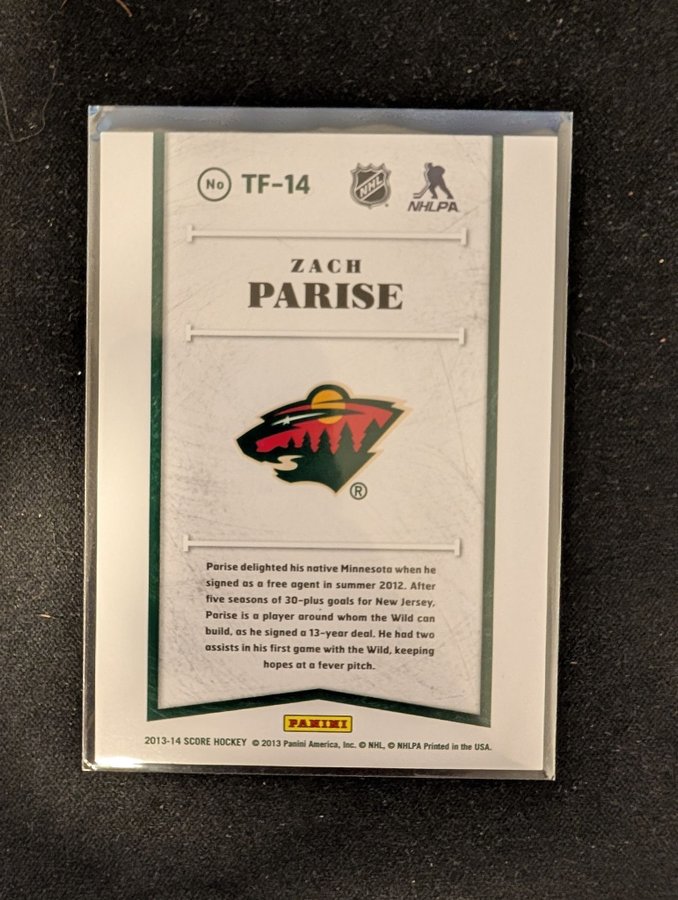 No TF-14
NHL
NHLPA
ZACH
PARISE
®
Parise delighted his native Minnesota when he
signed as a free agent in summer 2012. After
five seasons of 30-plus goals for New Jersey,
Parise is a player around whom the Wild can
build, as he signed a 13-year deal. He had two
assists in his first game with the Wild, keeping
hopes at a fever pitch.
PANINI
2013-14 SCORE HOCKEY © 2013 Panini America, Inc. © NHL, © NHLPA Printed in the USA.